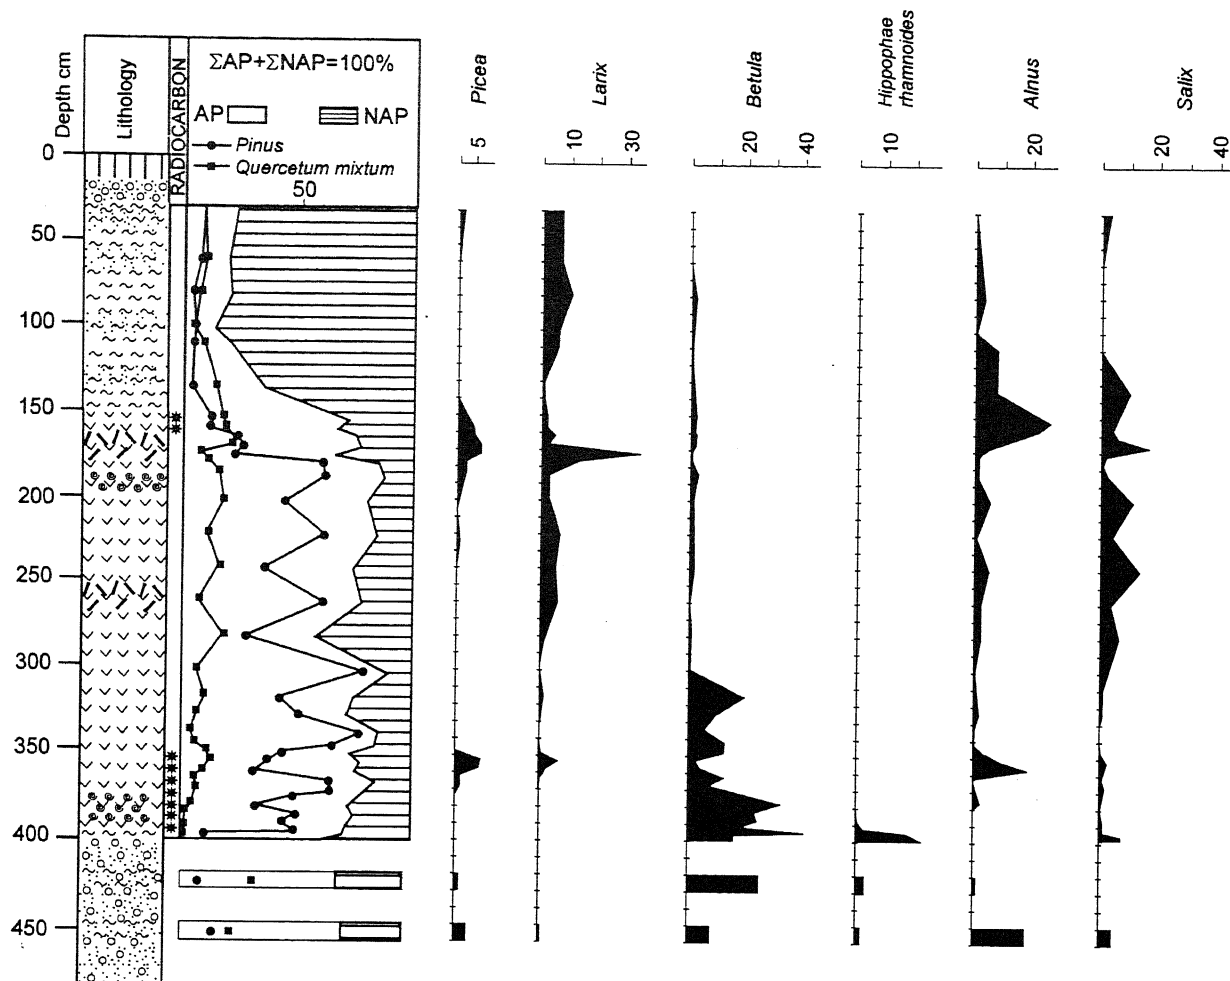 Depth cm
Lithology
RADIOCARBON
ΣAP+ΣNAP=100%
AP
NAP
Pinus
Quercetum mixtum
50
Picea
5
Larix
10
30
Betula
20
40
Hippophae
rhamnoides
10
Alnus
20
Salix
20
40
0
50
100
150
200
250
300
350
400
450